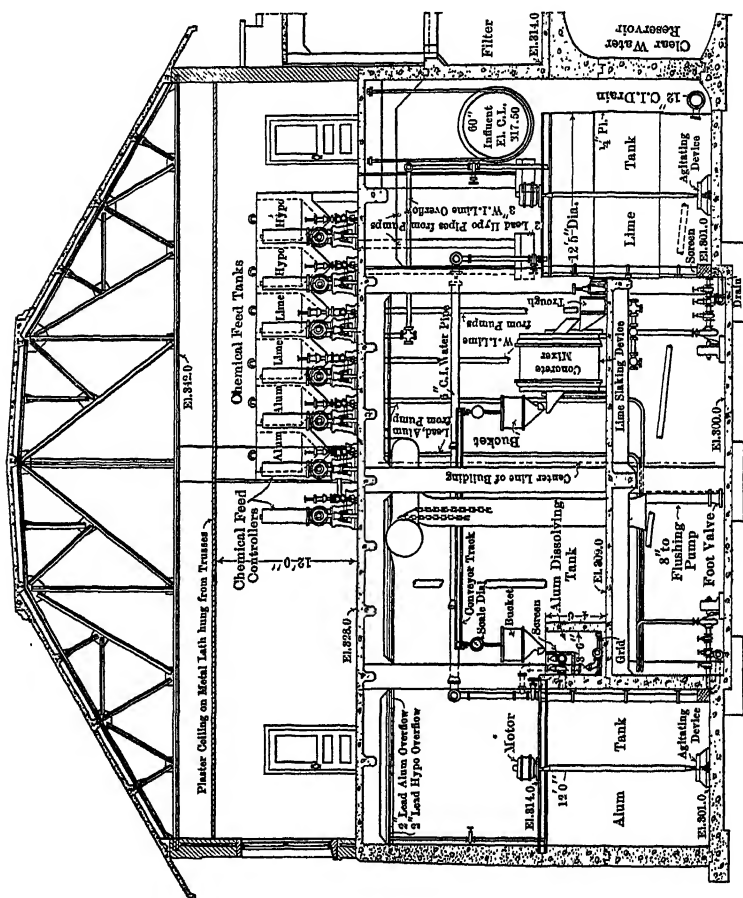 El.342.0
Plaster Ceiling on Metal Lath hung from Trusses
12'-0"
Chemical Feed Tanks
Chemical Feed
Controllers
Alum
Alum
Lime
Lime
Hypo
Hypo
El.328.0
2" Lead Alum Overflow
2" Lead Hypo Overflow
Conveyor Track
Scale Dial
Bucket
Screen
Motor
El.314.0
12'0"
Alum
Tank
Agitating
Device
El.301.0
Alum Dissolving
Tank
El.309.0
Grid
8" to
Flushing
Pump
Foot Valve
Center Line of Building
Lead, Alum
from Pump
5" C.I. Water Pipe
W.I. Lime
from Pumps
Bucket
Concrete
Mixer
Trough
Lime Slaking Device
El.300.0
Drain
2" Lead Hypo Pipes from Pumps
3" W.I. Lime Overflow
60"
Influent
El. C.I.
317.50
12'5" Dia.
¼" Pl.
Lime
Tank
Screen
El.301.0
Agitating
Device
12" C.I. Drain
Filter
El.314.0
Clear Water
Reservoir